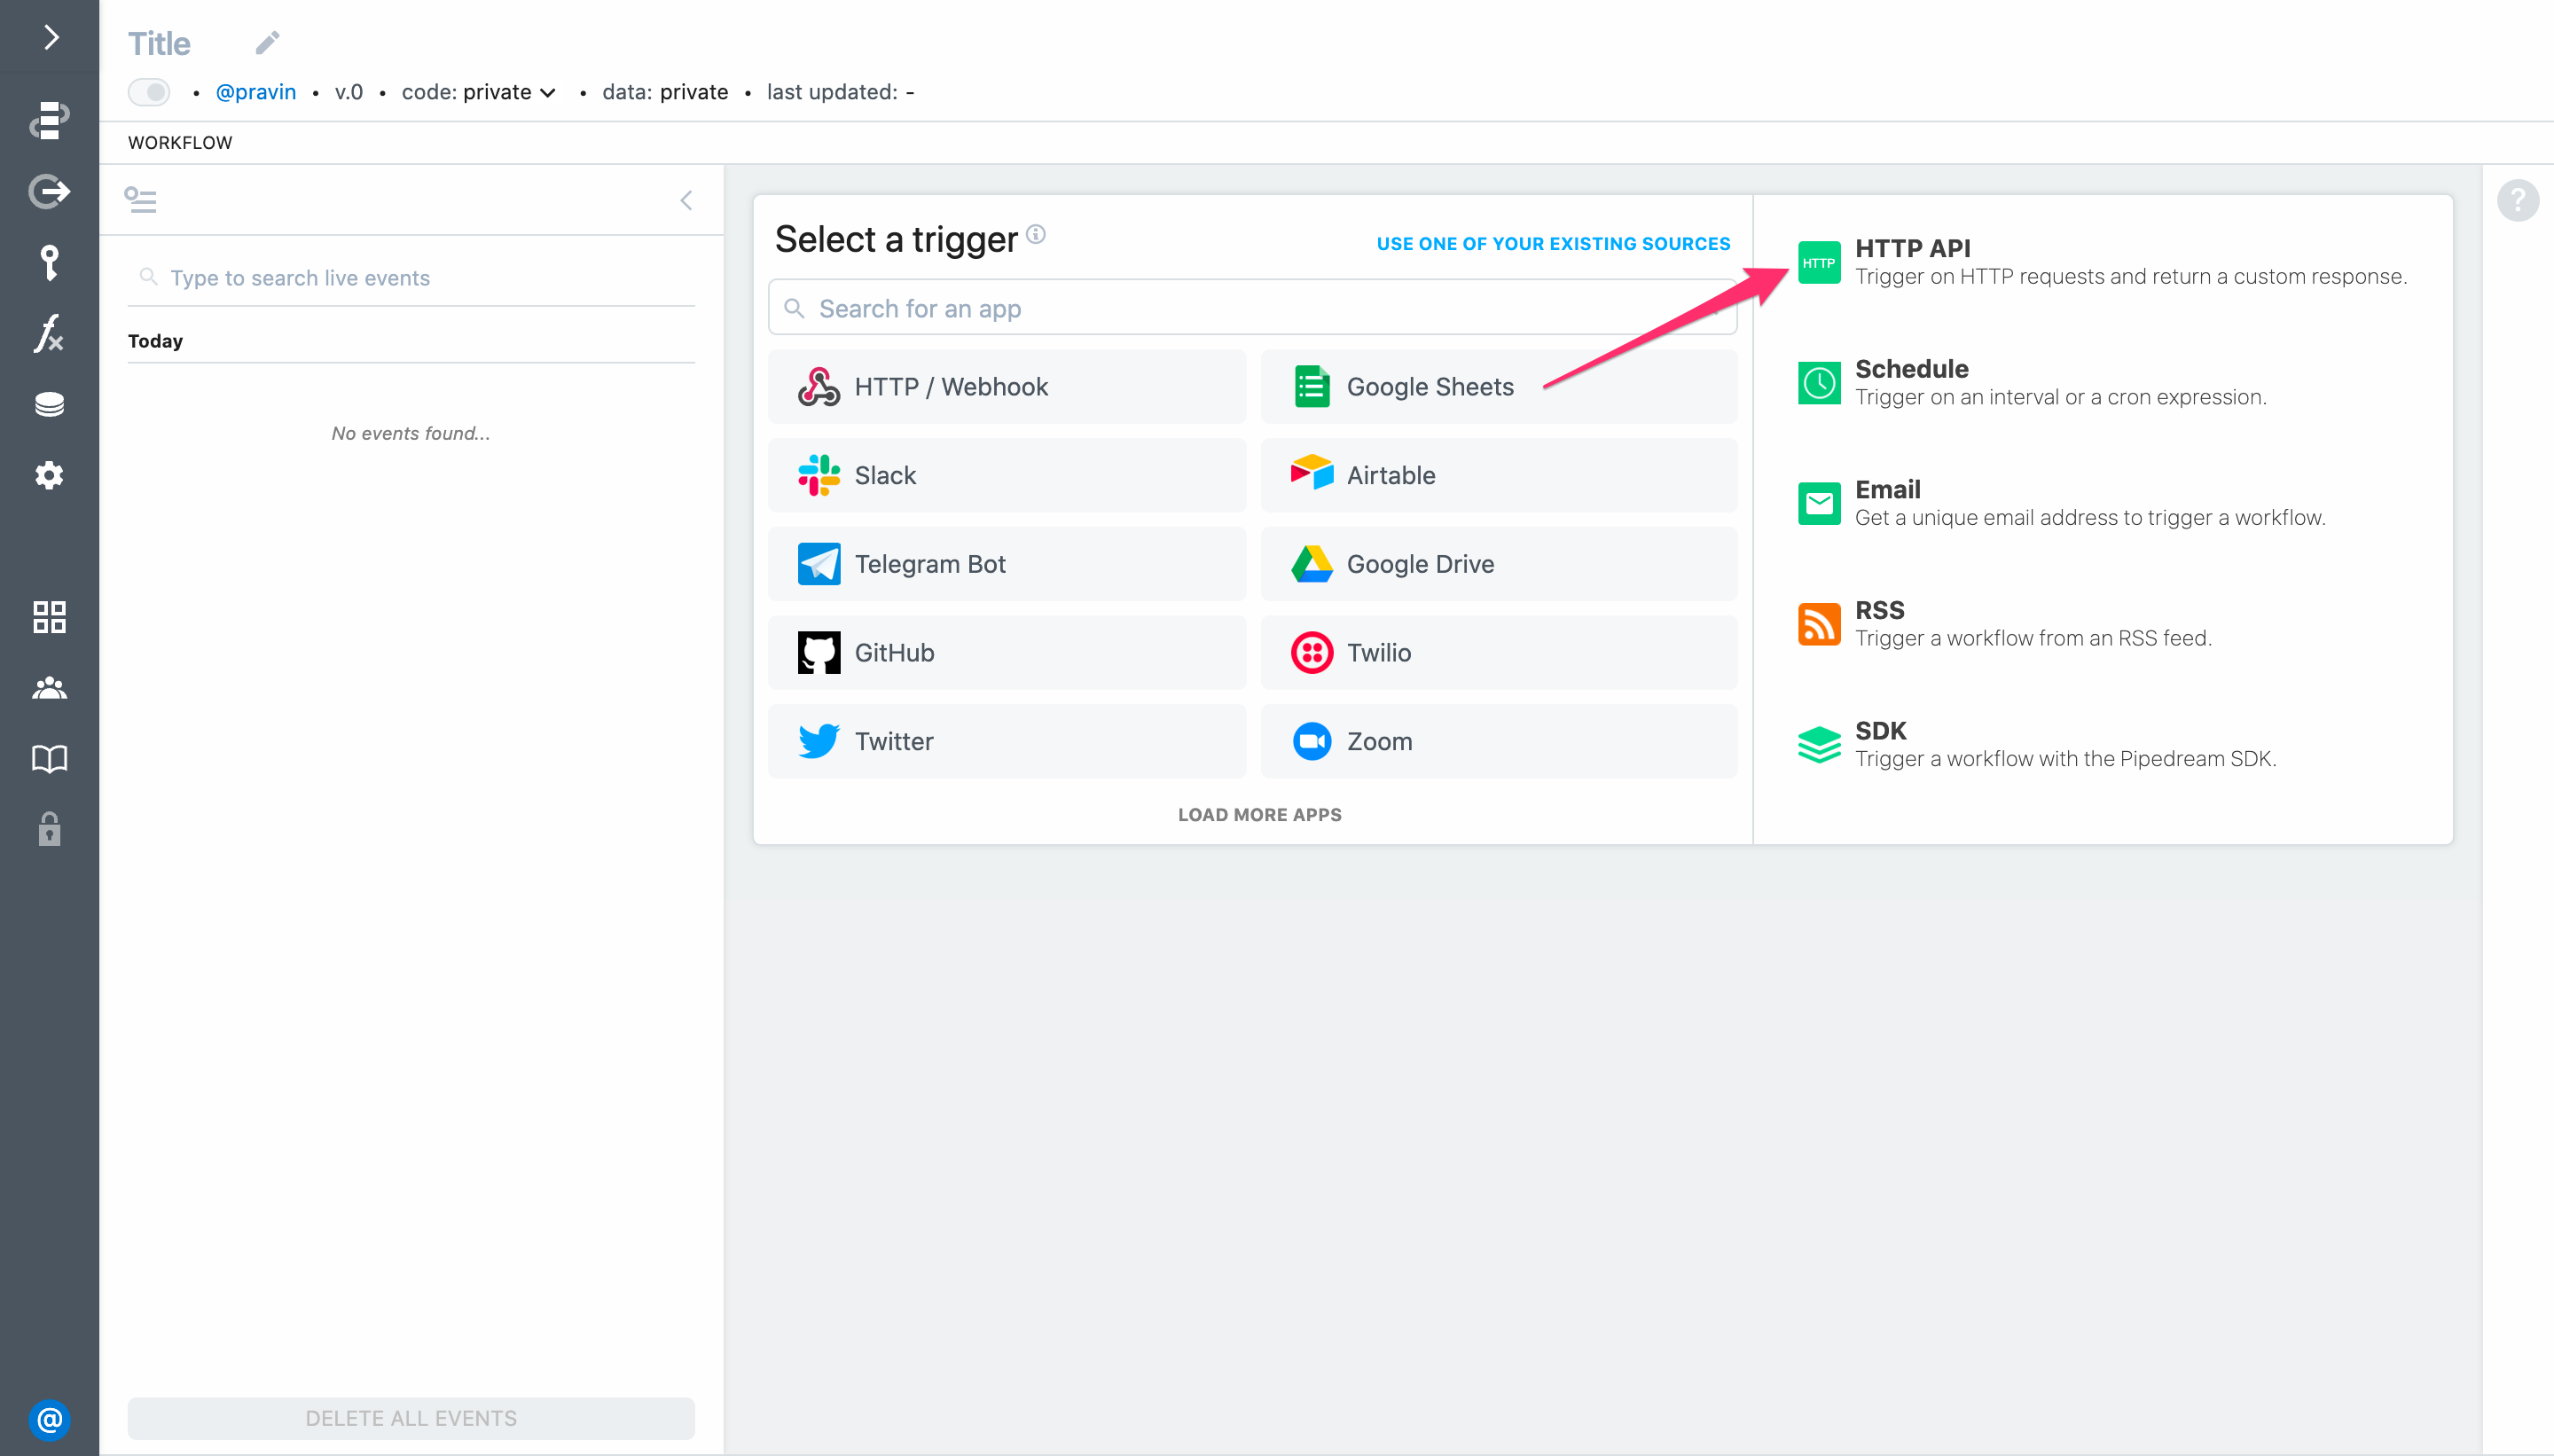 Title
• @pravin • v.0 • code: private • data: private • last updated: -
WORKFLOW
Type to search live events
Today
No events found...
DELETE ALL EVENTS
@
Select a trigger
USE ONE OF YOUR EXISTING SOURCES
Search for an app
HTTP / Webhook
Google Sheets
Slack
Airtable
Telegram Bot
Google Drive
GitHub
Twilio
Twitter
Zoom
LOAD MORE APPS
HTTP
HTTP API
Trigger on HTTP requests and return a custom response.
Schedule
Trigger on an interval or a cron expression.
Email
Get a unique email address to trigger a workflow.
RSS
Trigger a workflow from an RSS feed.
SDK
Trigger a workflow with the Pipedream SDK.
?